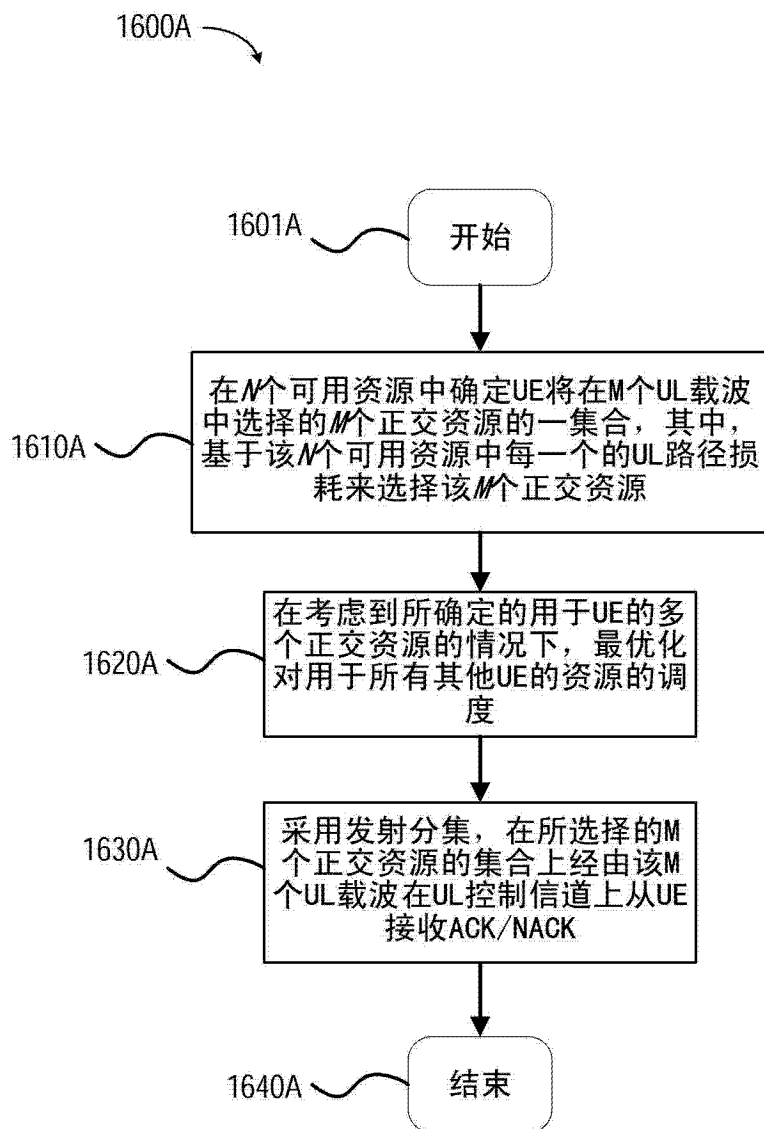 1600A
1601A
开始
1610A
在N个可用资源中确定UE将在M个UL载波
中选择的M个正交资源的一集合，其中，
基于该N个可用资源中每一个的UL路径损
耗来选择该M个正交资源
1620A
在考虑到所确定的用于UE的多
个正交资源的情况下，最优化
对用于所有其他UE的资源的调
度
1630A
采用发射分集，在所选择的M
个正交资源的集合上经由该M
个UL载波在UL控制信道上从UE
接收ACK/NACK
1640A
结束